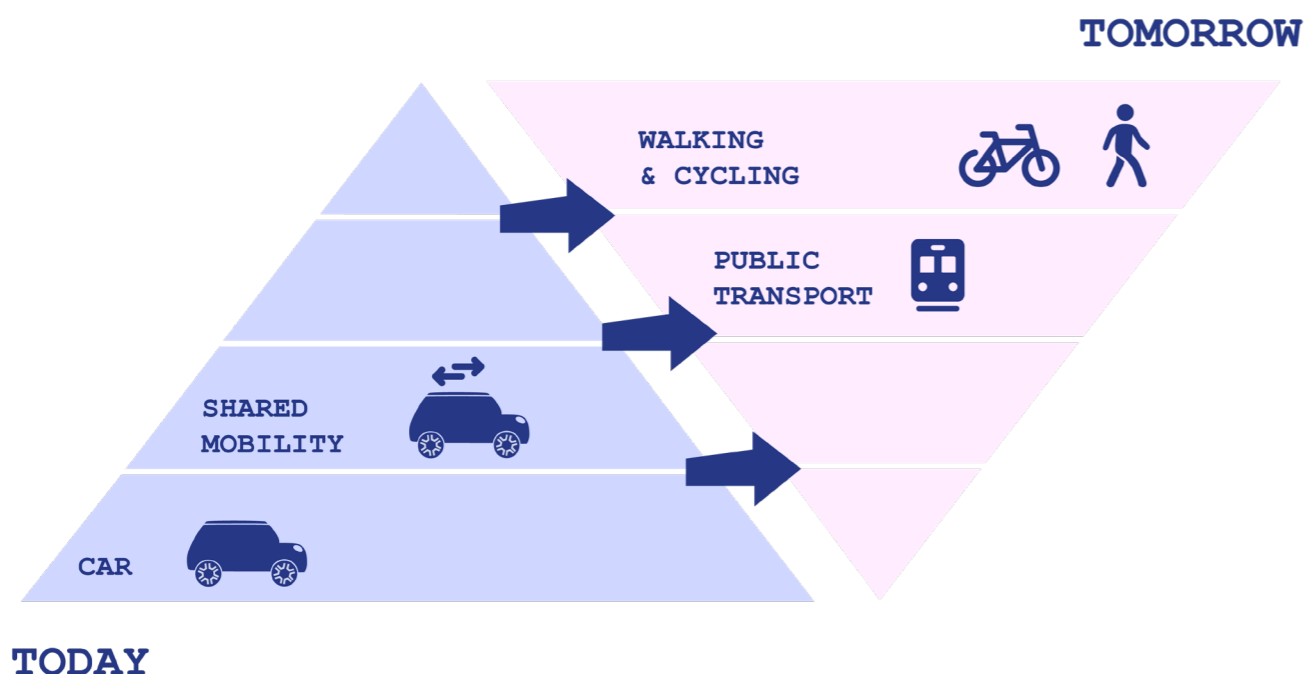 TOMORROW
WALKING
& CYCLING
PUBLIC
TRANSPORT
SHARED
MOBILITY
CAR
TODAY